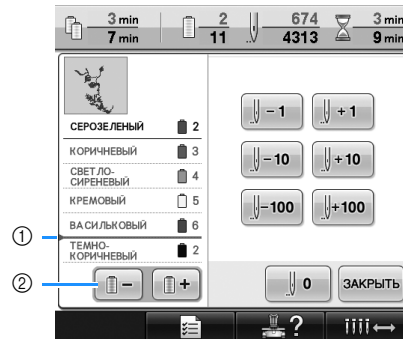 3 min
7 min
2
11
674
4313
3 min
9 min
СЕРОЗЕЛЕНЫЙ 2
КОРИЧНЕВЫЙ 3
СВЕТЛО-
СИРЕНЕВЫЙ 4
КРЕМОВЫЙ 5
ВАСИЛЬКОВЫЙ 6
ТЕМНО-
КОРИЧНЕВЫЙ 2
-1 +1
-10 +10
-100 +100
- +
0 ЗАКРЫТЬ
?
1
2